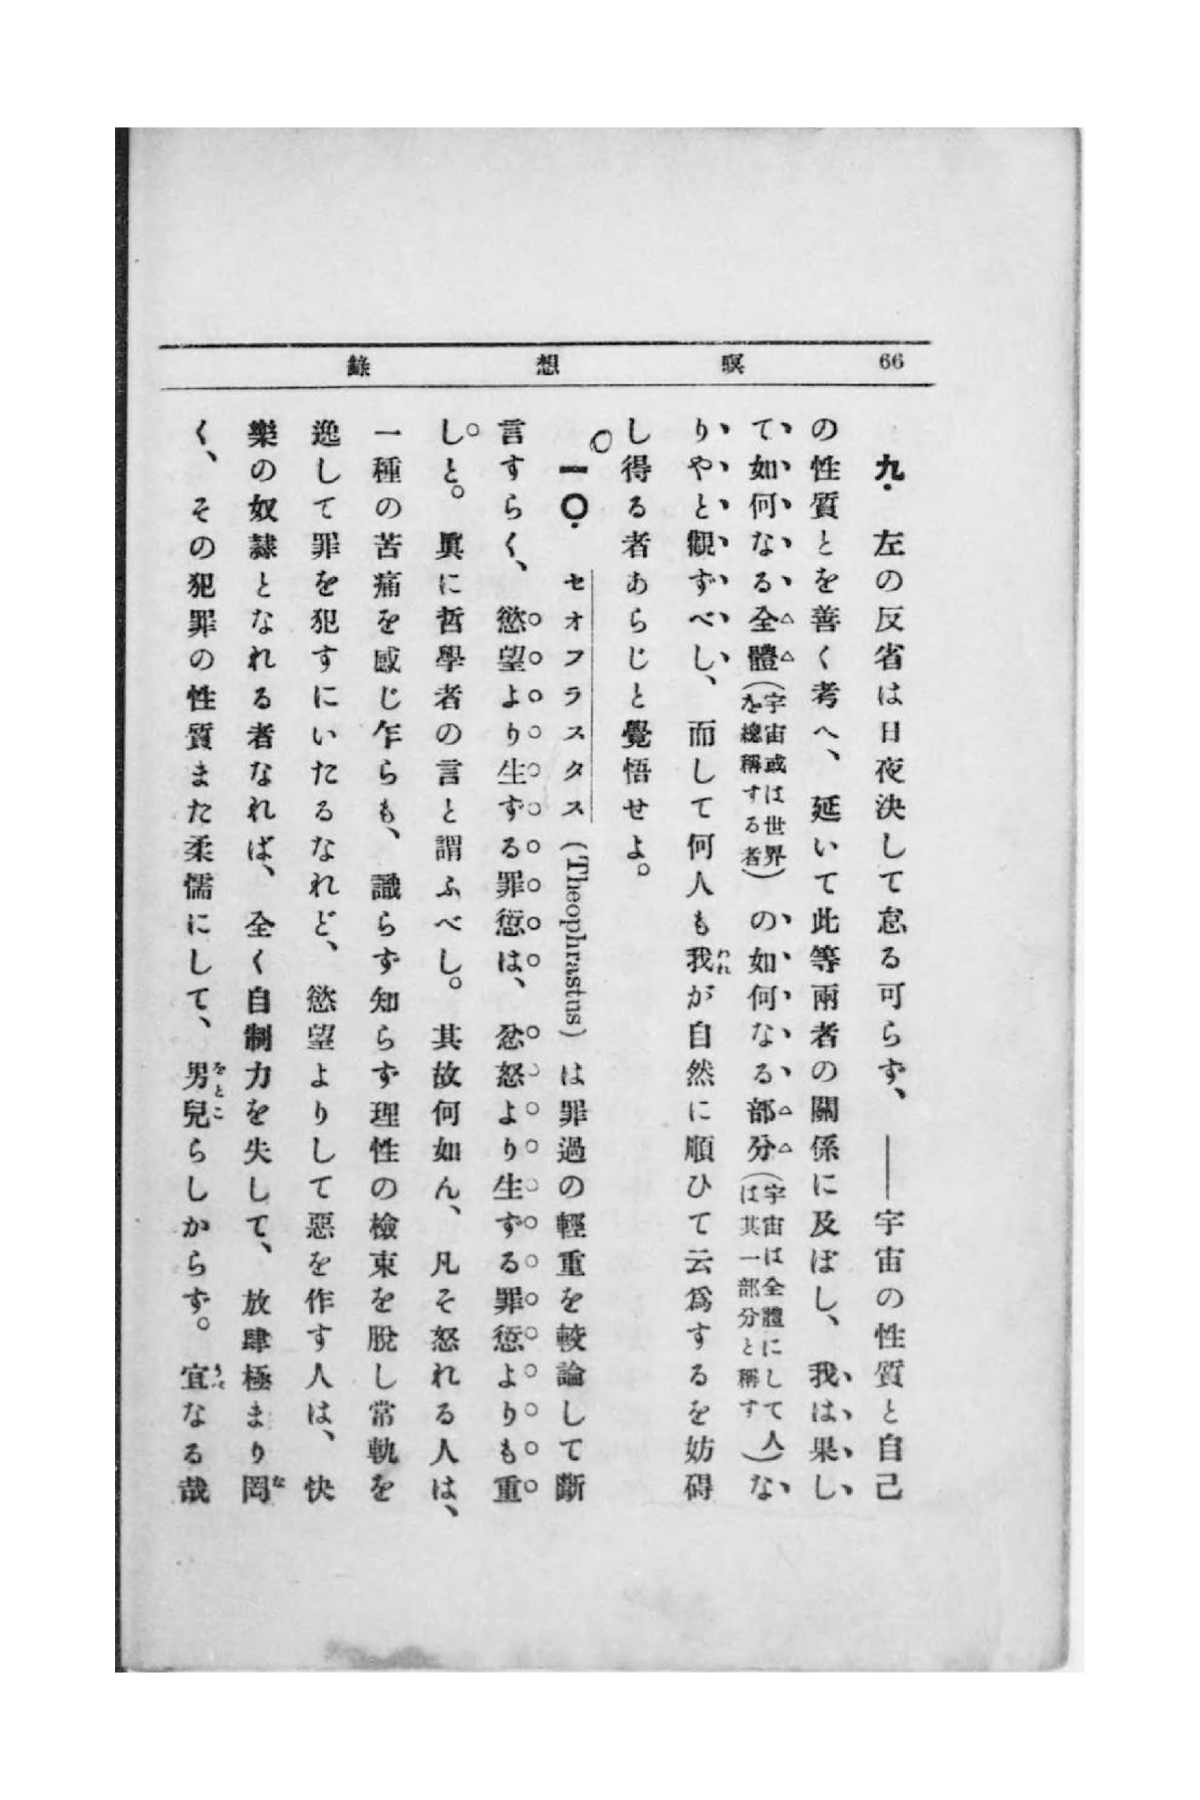 66
瞑想錄
九. 左の反省は日夜決して怠る可らず、――宇宙の性質と自己
の性質とを善く考へ、延いて此等兩者の關係に及ぼし、我は果し
て如何なる全體(宇宙或は世界を總稱する者)の如何なる部分(宇宙は全體にして人は其一部分と稱す)な
りやと觀ずべし、而して何人も我が自然に順ひて云爲するを妨碍
し得る者あらじと覺悟せよ。
一〇. セオフラスタス(Theophrastus)は罪過の輕重を較論して斷
言すらく、慾望より生ずる罪愆は、忿怒より生ずる罪愆よりも重
しと。眞に哲學者の言と謂ふべし。其故何如ん、凡そ怒れる人は、
一種の苦痛を感じ乍らも、識らず知らず理性の檢束を脫し常軌を
逸して罪を犯すにいたるなれど、慾望よりして惡を作す人は、快
樂の奴隷となれる者なれば、全く自制力を失して、放肆極まり罔
く、その犯罪の性質また柔懦にして、男兒らしからず。宜なる哉